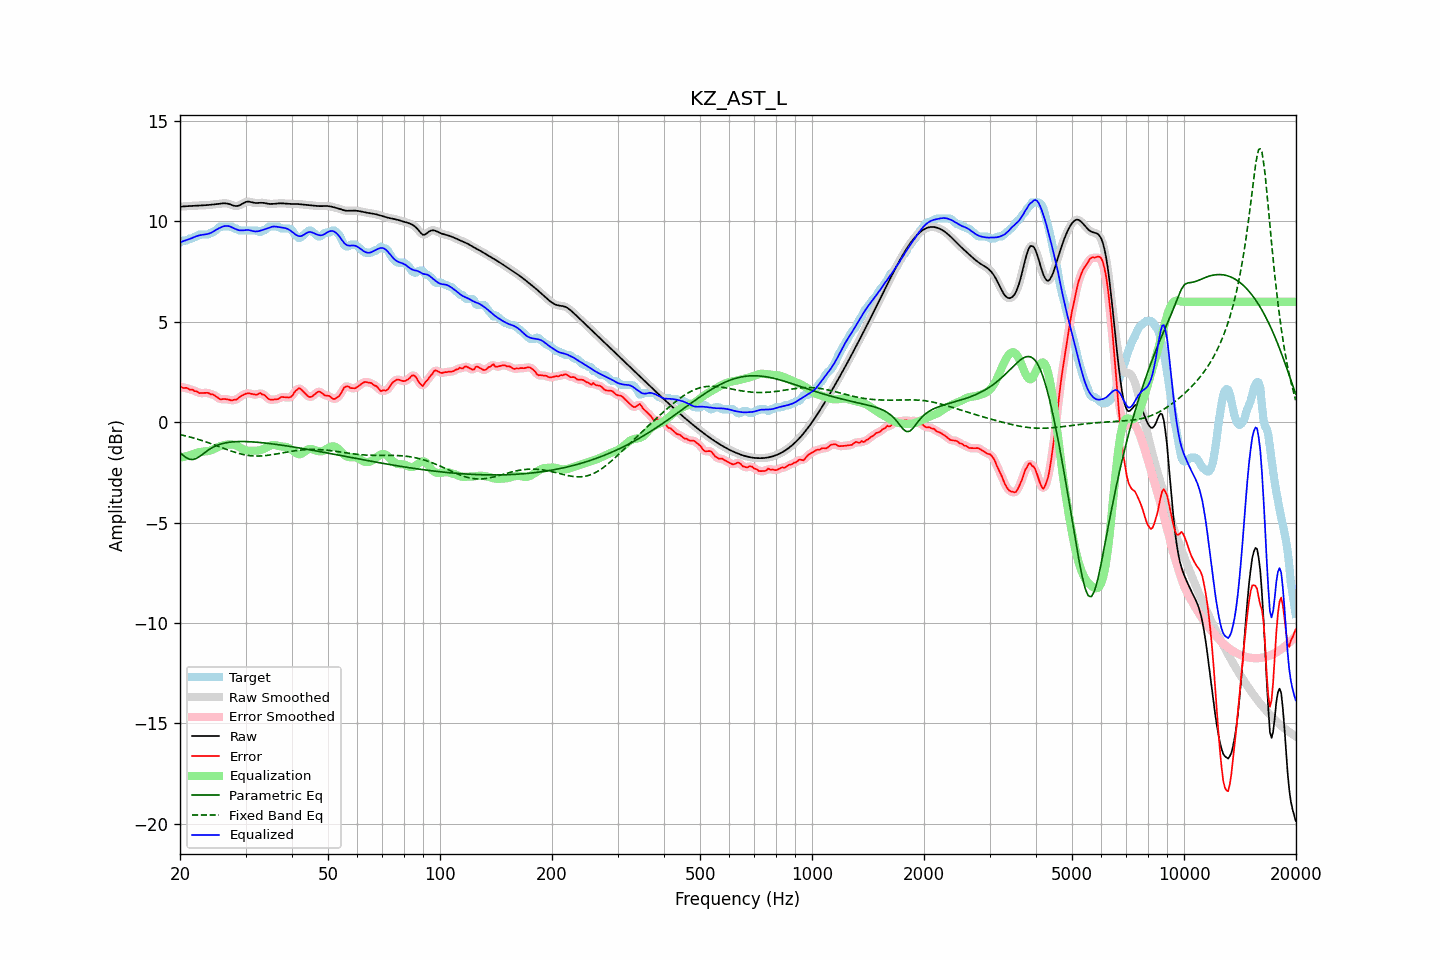 KZ_AST_L
Amplitude (dBr)
15
10
5
0
−5
−10
−15
−20
Target
Raw Smoothed
Error Smoothed
Raw
Error
Equalization
Parametric Eq
Fixed Band Eq
Equalized
20
50
100
200
500
1000
2000
5000
10000
20000
Frequency (Hz)